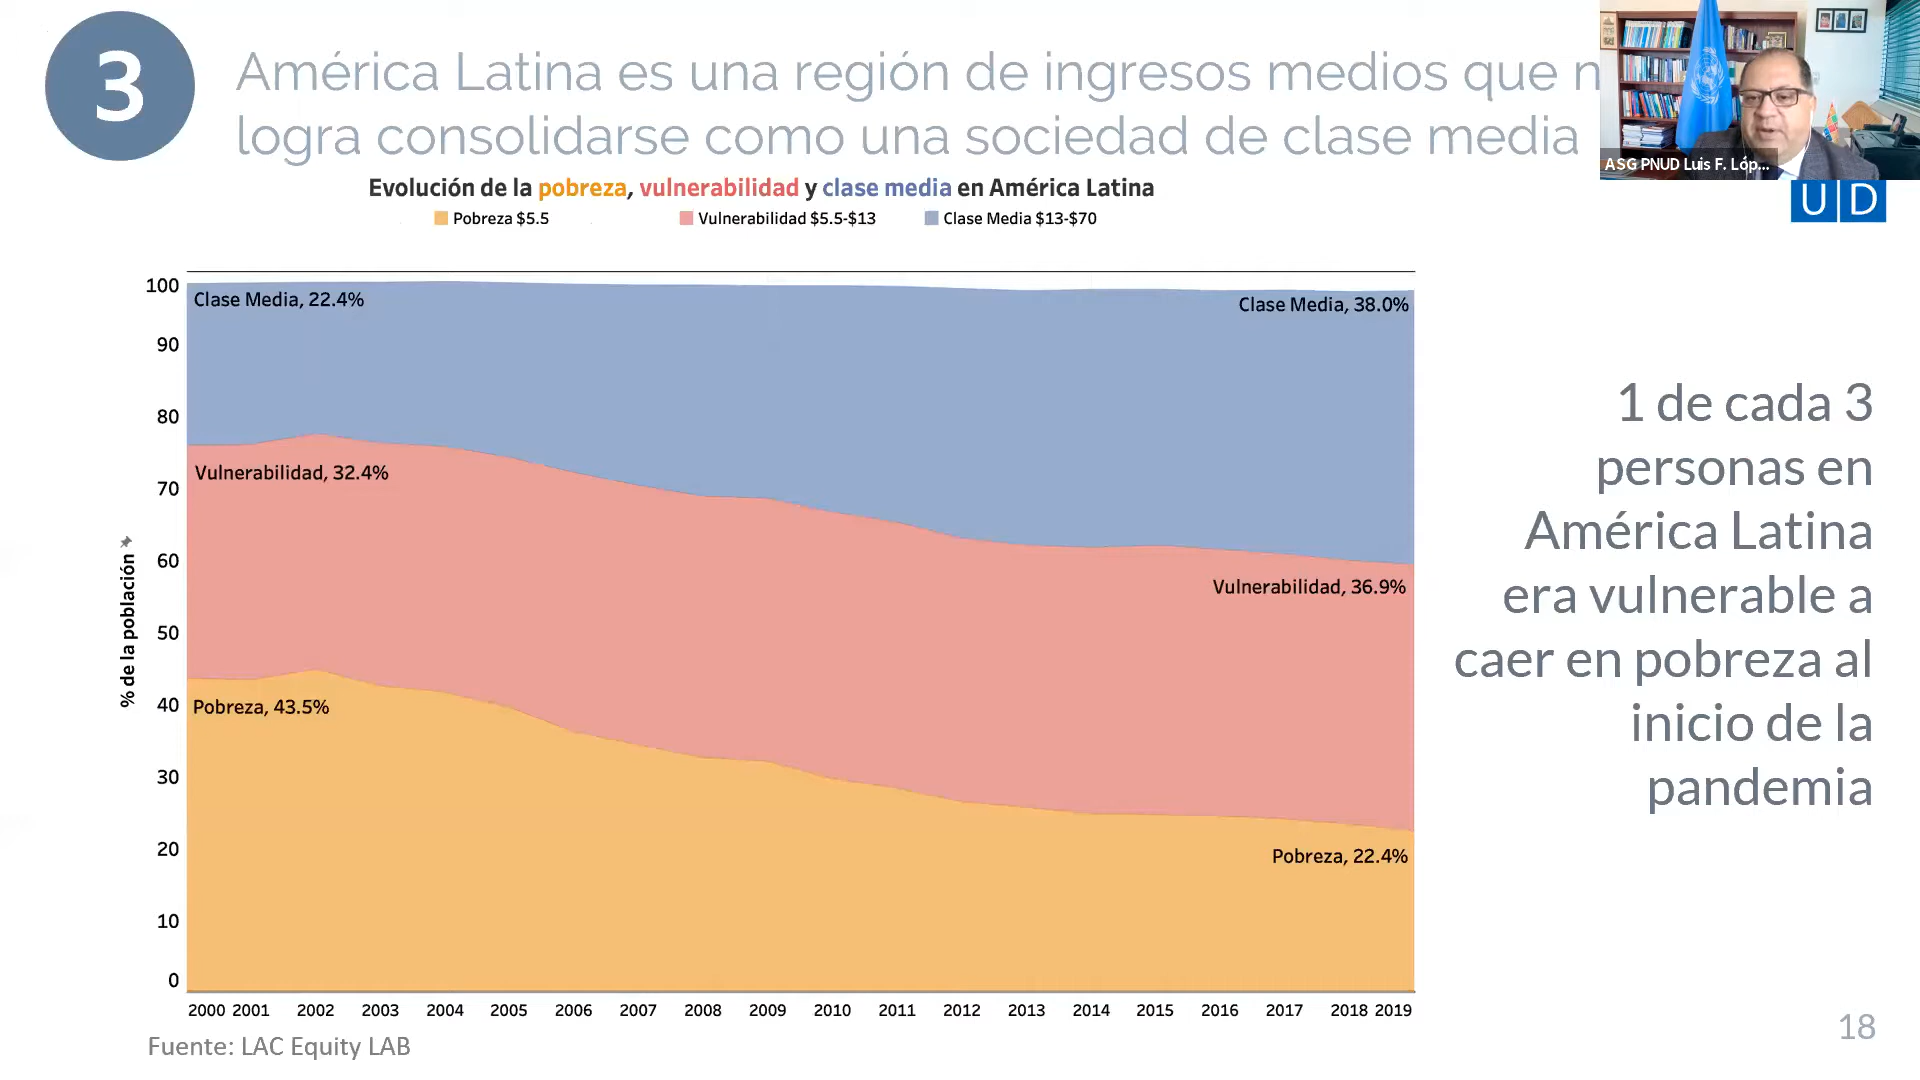 3
América Latina es una región de ingresos medios que n
logra consolidarse como una sociedad de clase media
ASG PNUD Luis F. Lóp...
U D
Evolución de la pobreza, vulnerabilidad y clase media en América Latina
Pobreza $5.5 Vulnerabilidad $5.5-$13 Clase Media $13-$70
% de la población
100
90
80
70
60
50
40
30
20
10
0
Clase Media, 22.4%
Clase Media, 38.0%
Vulnerabilidad, 32.4%
Vulnerabilidad, 36.9%
Pobreza, 43.5%
Pobreza, 22.4%
2000 2001 2002 2003 2004 2005 2006 2007 2008 2009 2010 2011 2012 2013 2014 2015 2016 2017 2018 2019
1 de cada 3
personas en
América Latina
era vulnerable a
caer en pobreza al
inicio de la
pandemia
Fuente: LAC Equity LAB
18